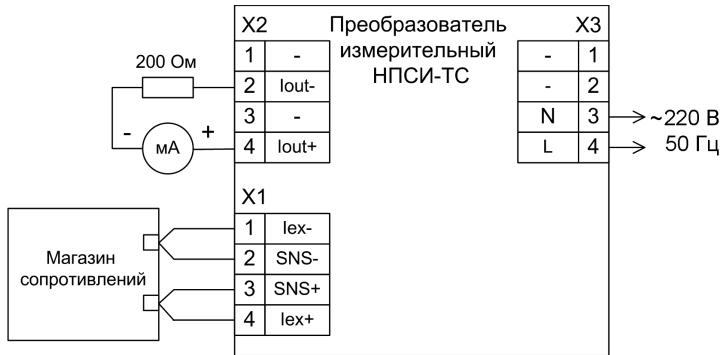 X2
Преобразователь
измерительный
НПСИ-ТС
X3
1 -
2 Iout-
3 -
4 Iout+
200 Ом
-
+
мА
- 1
- 2
N 3
L 4
~220 В
50 Гц
X1
1 Iex-
2 SNS-
3 SNS+
4 Iex+
Магазин
сопротивлений